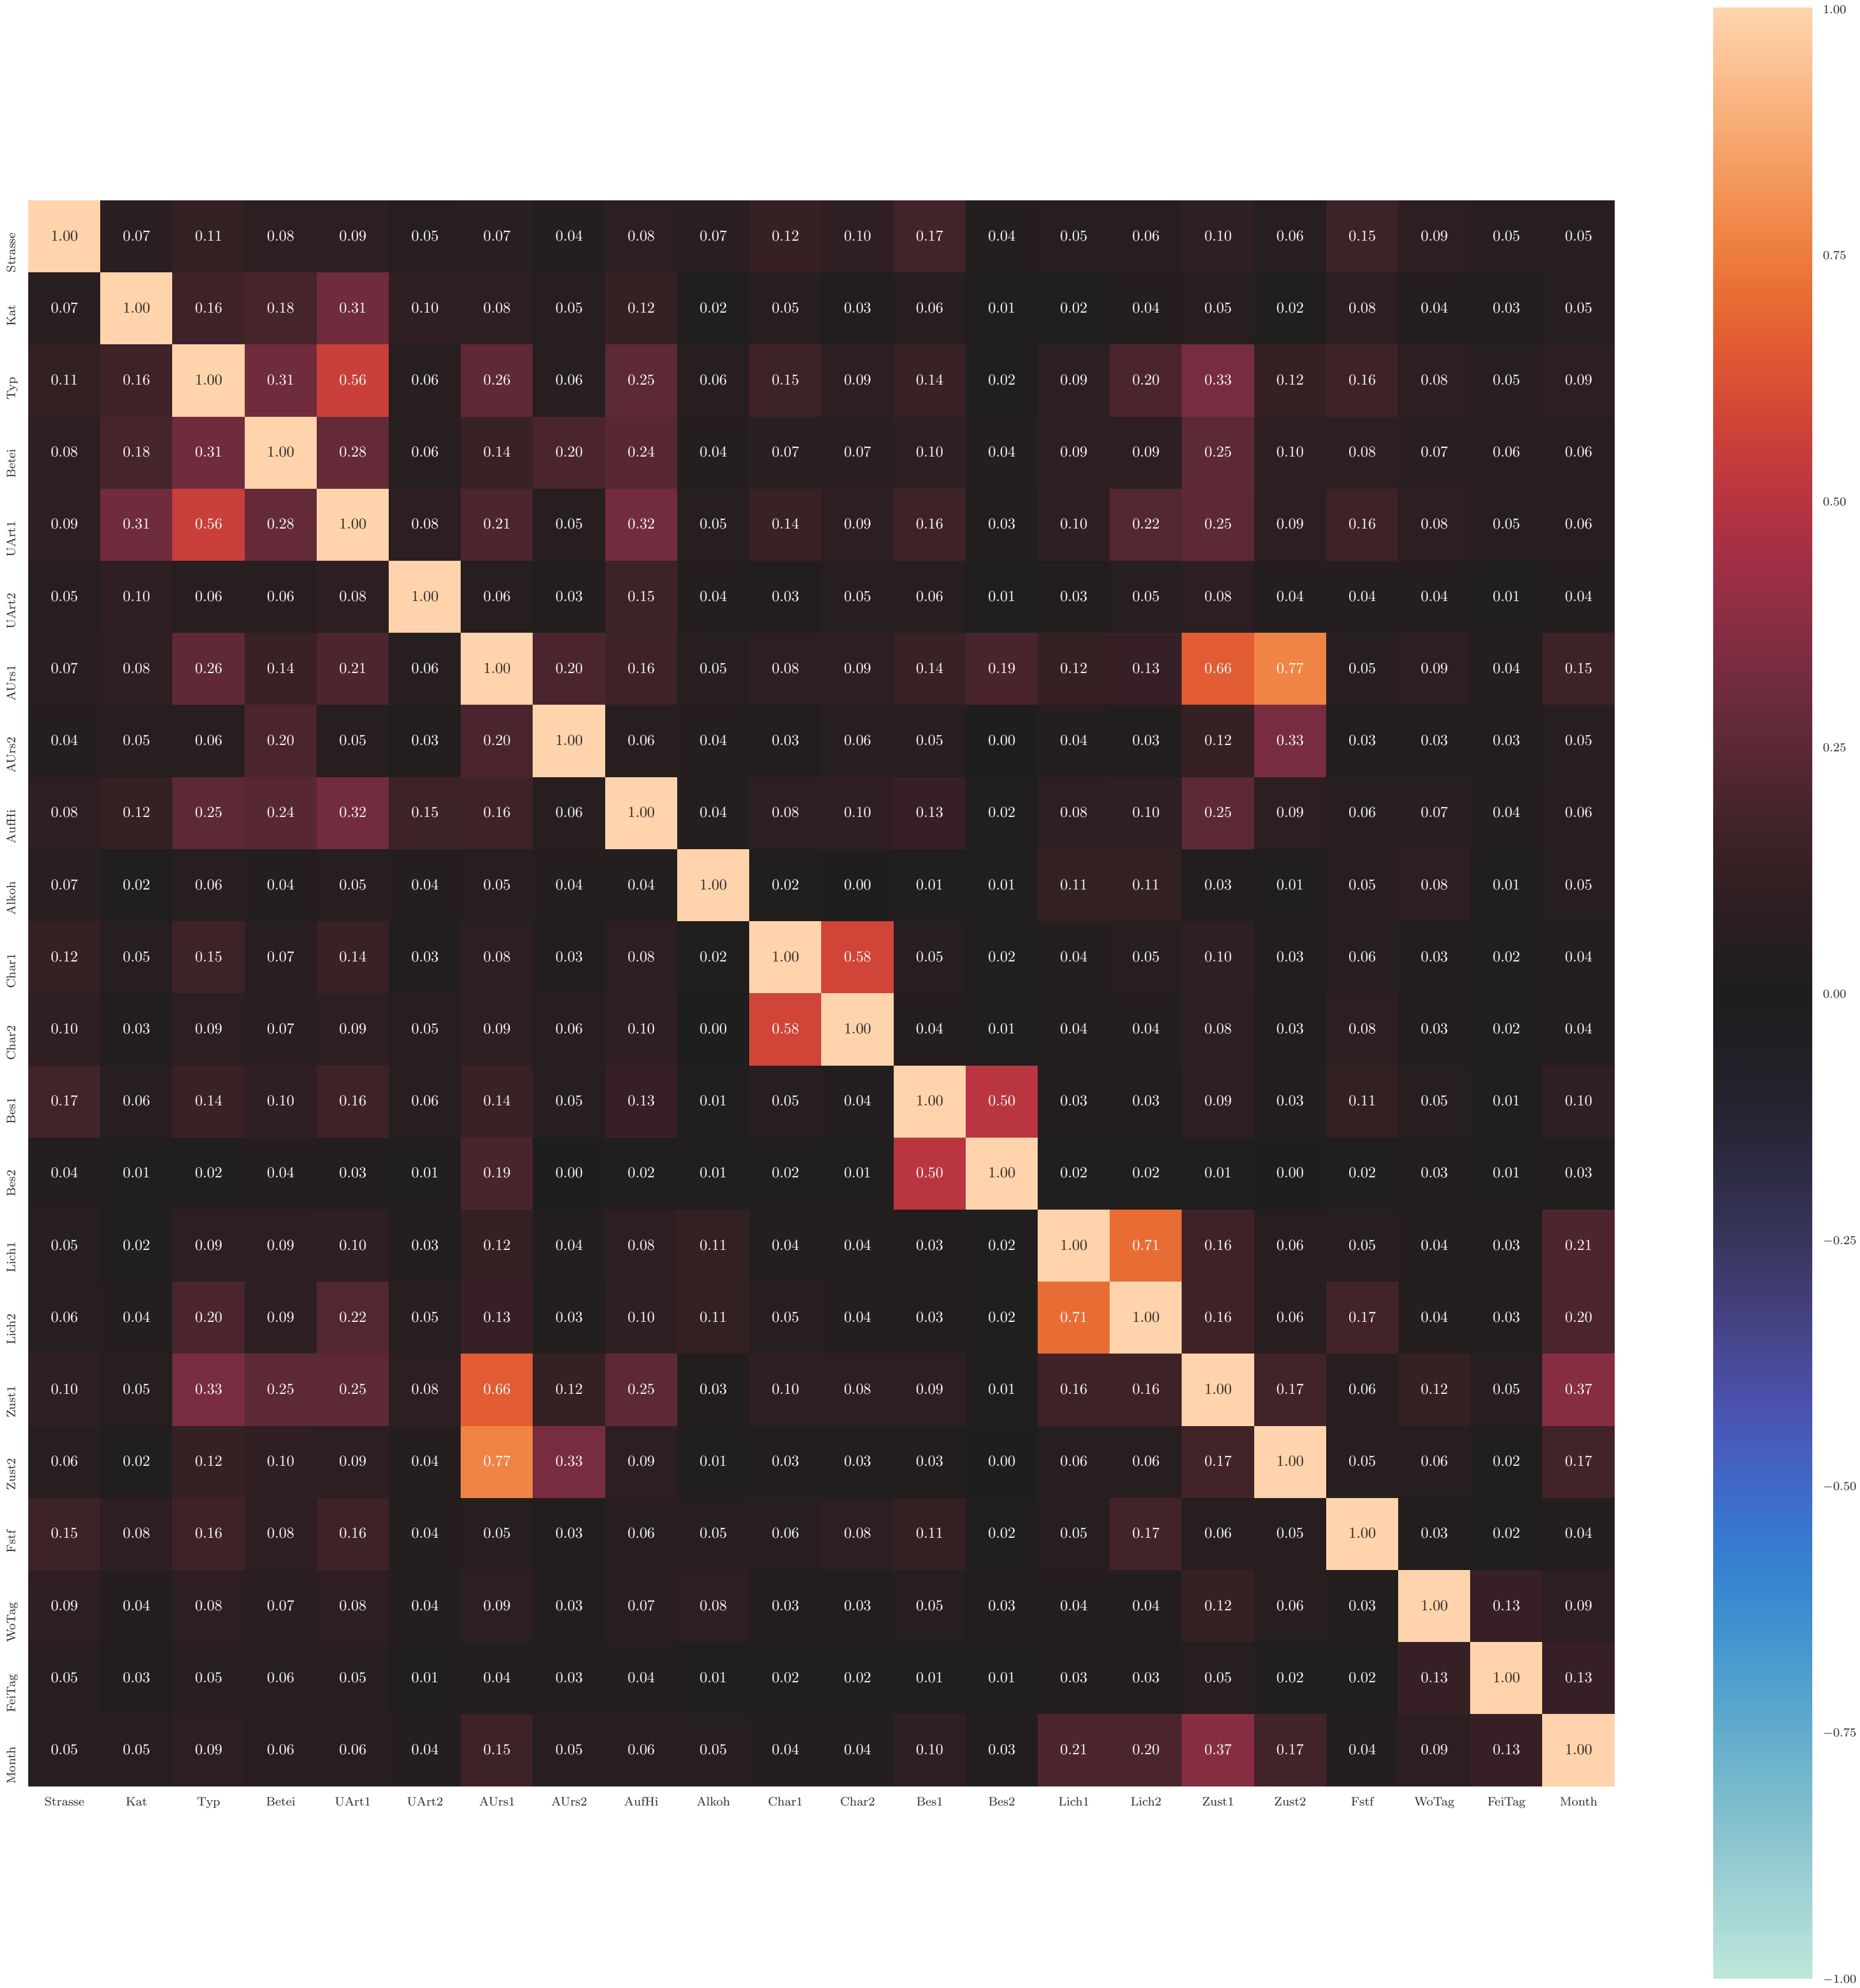 Strasse 1.00 0.07 0.11 0.08 0.09 0.05 0.07 0.04 0.08 0.07 0.12 0.10 0.17 0.04 0.05 0.06 0.10 0.06 0.15 0.09 0.05 0.05
Kat 0.07 1.00 0.16 0.18 0.31 0.10 0.08 0.05 0.12 0.02 0.05 0.03 0.06 0.01 0.02 0.04 0.05 0.02 0.08 0.04 0.03 0.05
Typ 0.11 0.16 1.00 0.31 0.56 0.06 0.26 0.06 0.25 0.06 0.15 0.09 0.14 0.02 0.09 0.20 0.33 0.12 0.16 0.08 0.05 0.09
Betei 0.08 0.18 0.31 1.00 0.28 0.06 0.14 0.20 0.24 0.04 0.07 0.07 0.10 0.04 0.09 0.09 0.25 0.10 0.08 0.07 0.06 0.06
UArt1 0.09 0.31 0.56 0.28 1.00 0.08 0.21 0.05 0.32 0.05 0.14 0.09 0.16 0.03 0.10 0.22 0.25 0.09 0.16 0.08 0.05 0.06
UArt2 0.05 0.10 0.06 0.06 0.08 1.00 0.06 0.03 0.15 0.04 0.03 0.05 0.06 0.01 0.03 0.05 0.08 0.04 0.04 0.04 0.01 0.04
AUrs1 0.07 0.08 0.26 0.14 0.21 0.06 1.00 0.20 0.16 0.05 0.08 0.09 0.14 0.19 0.12 0.13 0.66 0.77 0.05 0.09 0.04 0.15
AUrs2 0.04 0.05 0.06 0.20 0.05 0.03 0.20 1.00 0.06 0.04 0.03 0.06 0.05 0.00 0.04 0.03 0.12 0.33 0.03 0.03 0.03 0.05
AufHi 0.08 0.12 0.25 0.24 0.32 0.15 0.16 0.06 1.00 0.04 0.08 0.10 0.13 0.02 0.08 0.10 0.25 0.09 0.06 0.07 0.04 0.06
Alkoh 0.07 0.02 0.06 0.04 0.05 0.04 0.05 0.04 0.04 1.00 0.02 0.00 0.01 0.01 0.11 0.11 0.03 0.01 0.05 0.08 0.01 0.05
Char1 0.12 0.05 0.15 0.07 0.14 0.03 0.08 0.03 0.08 0.02 1.00 0.58 0.05 0.02 0.04 0.05 0.10 0.03 0.06 0.03 0.02 0.04
Char2 0.10 0.03 0.09 0.07 0.09 0.05 0.09 0.06 0.10 0.00 0.58 1.00 0.04 0.01 0.04 0.04 0.08 0.03 0.08 0.03 0.02 0.04
Bes1 0.17 0.06 0.14 0.10 0.16 0.06 0.14 0.05 0.13 0.01 0.05 0.04 1.00 0.50 0.03 0.03 0.09 0.03 0.11 0.05 0.01 0.10
Bes2 0.04 0.01 0.02 0.04 0.03 0.01 0.19 0.00 0.02 0.01 0.02 0.01 0.50 1.00 0.02 0.02 0.01 0.00 0.02 0.03 0.01 0.03
Lich1 0.05 0.02 0.09 0.09 0.10 0.03 0.12 0.04 0.08 0.11 0.04 0.04 0.03 0.02 1.00 0.71 0.16 0.06 0.05 0.04 0.03 0.21
Lich2 0.06 0.04 0.20 0.09 0.22 0.05 0.13 0.03 0.10 0.11 0.05 0.04 0.03 0.02 0.71 1.00 0.16 0.06 0.17 0.04 0.03 0.20
Zust1 0.10 0.05 0.33 0.25 0.25 0.08 0.66 0.12 0.25 0.03 0.10 0.08 0.09 0.01 0.16 0.16 1.00 0.17 0.06 0.12 0.05 0.37
Zust2 0.06 0.02 0.12 0.10 0.09 0.04 0.77 0.33 0.09 0.01 0.03 0.03 0.03 0.00 0.06 0.06 0.17 1.00 0.05 0.06 0.02 0.17
Fstf 0.15 0.08 0.16 0.08 0.16 0.04 0.05 0.03 0.06 0.05 0.06 0.08 0.11 0.02 0.05 0.17 0.06 0.05 1.00 0.03 0.02 0.04
WoTag 0.09 0.04 0.08 0.07 0.08 0.04 0.09 0.03 0.07 0.08 0.03 0.03 0.05 0.03 0.04 0.04 0.12 0.06 0.03 1.00 0.13 0.09
FeiTag 0.05 0.03 0.05 0.06 0.05 0.01 0.04 0.03 0.04 0.01 0.02 0.02 0.01 0.01 0.03 0.03 0.05 0.02 0.02 0.13 1.00 0.13
Month 0.05 0.05 0.09 0.06 0.06 0.04 0.15 0.05 0.06 0.05 0.04 0.04 0.10 0.03 0.21 0.20 0.37 0.17 0.04 0.09 0.13 1.00
Strasse Kat Typ Betei UArt1 UArt2 AUrs1 AUrs2 AufHi Alkoh Char1 Char2 Bes1 Bes2 Lich1 Lich2 Zust1 Zust2 Fstf WoTag FeiTag Month
1.00
0.75
0.50
0.25
0.00
−0.25
−0.50
−0.75
−1.00